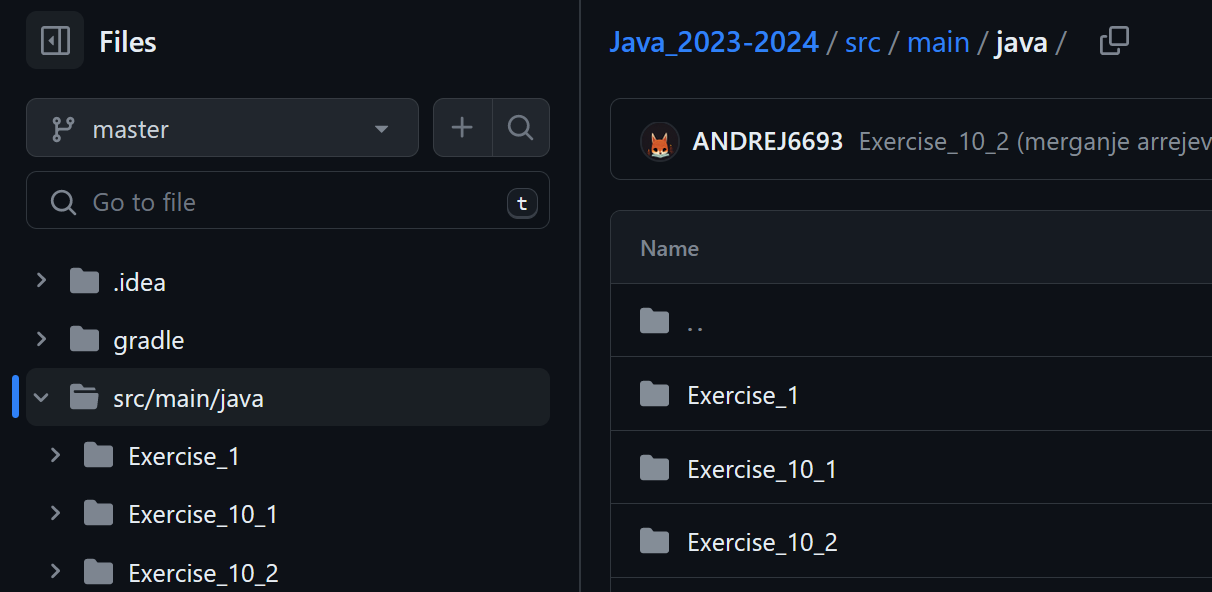 Files
master
Go to file
t
.idea
gradle
src/main/java
Exercise_1
Exercise_10_1
Exercise_10_2
Java_2023-2024 / src / main / java /
ANDREJ6693 Exercise_10_2 (merganje arrejev
Name
..
Exercise_1
Exercise_10_1
Exercise_10_2